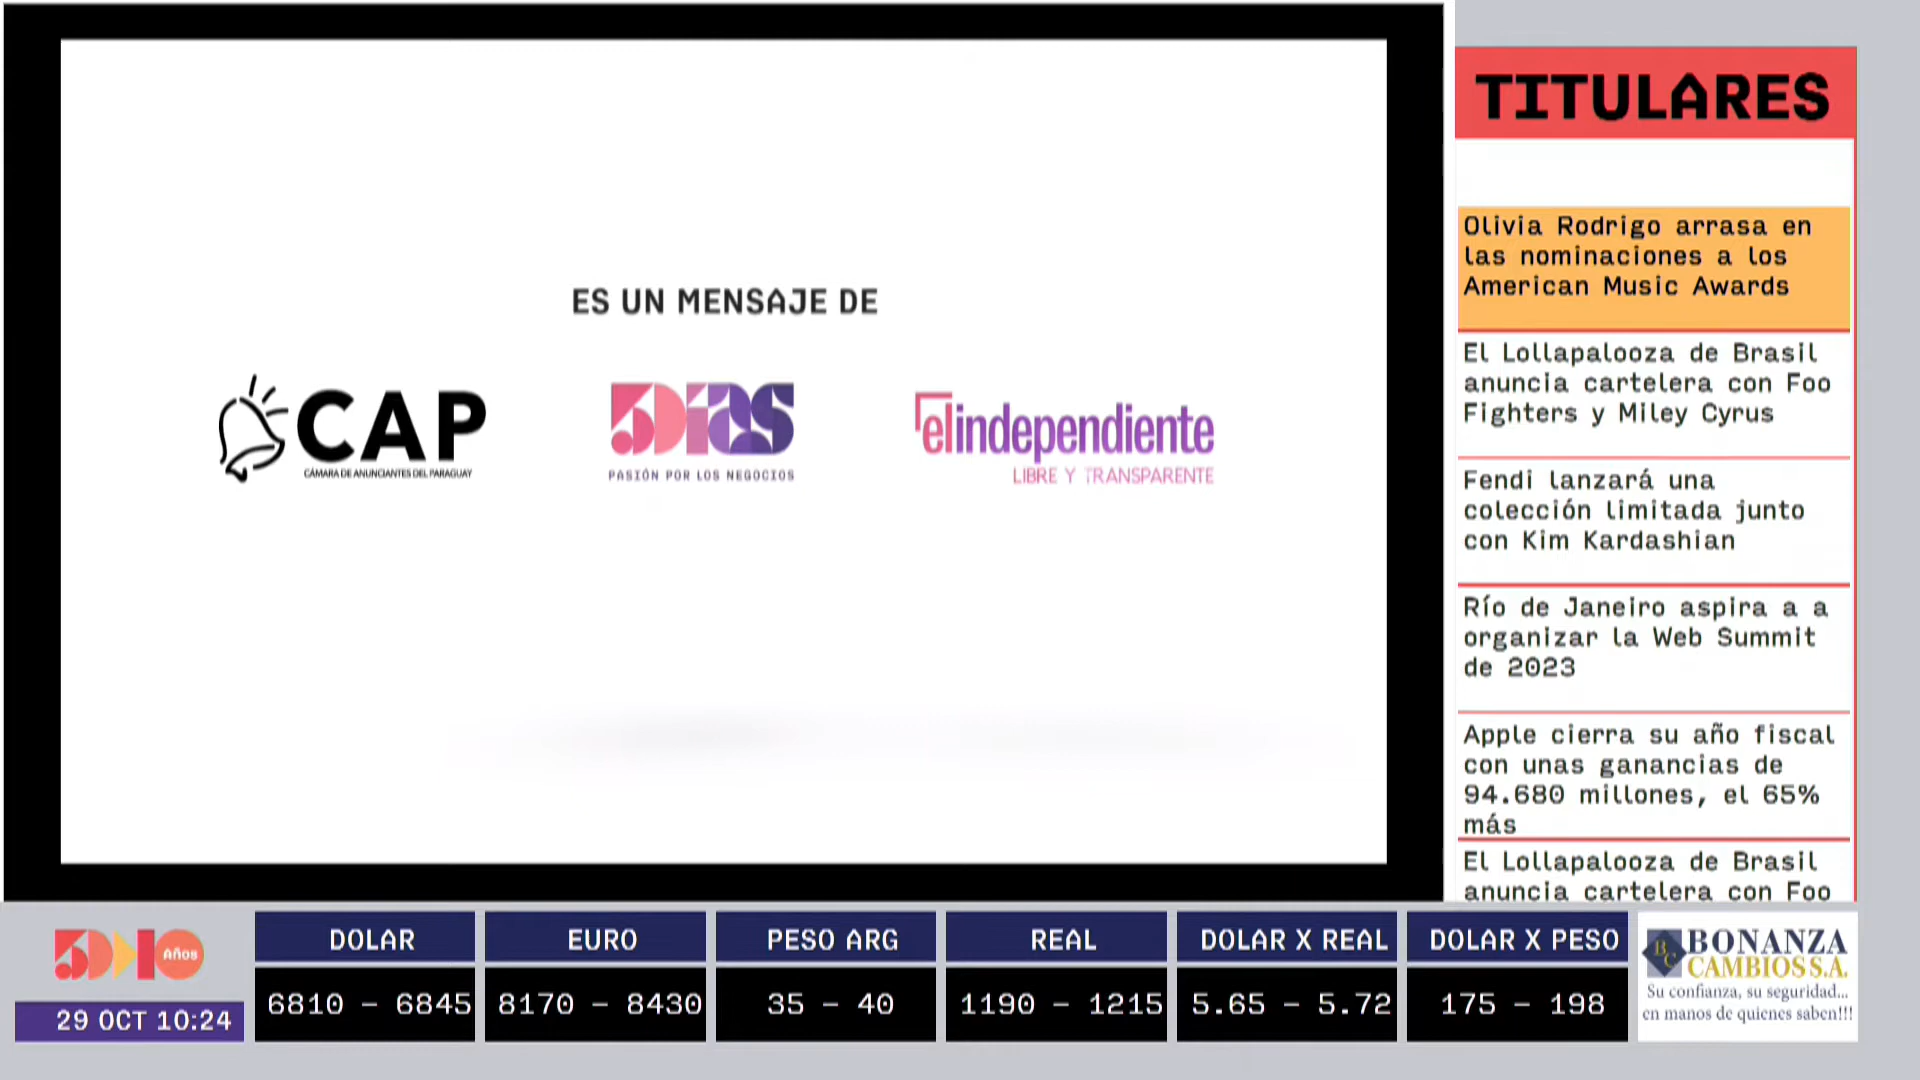 ES UN MENSAJE DE
CAP
CÁMARA DE ANUNCIANTES DEL PARAGUAY
5Días
PASIÓN POR LOS NEGOCIOS
elindependiente
LIBRE Y TRANSPARENTE
TITULARES
Olivia Rodrigo arrasa en
las nominaciones a los
American Music Awards
El Lollapalooza de Brasil
anuncia cartelera con Foo
Fighters y Miley Cyrus
Fendi lanzará una
colección limitada junto
con Kim Kardashian
Río de Janeiro aspira a a
organizar la Web Summit
de 2023
Apple cierra su año fiscal
con unas ganancias de
94.680 millones, el 65%
más
El Lollapalooza de Brasil
anuncia cartelera con Foo
5D 10 Años
29 OCT 10:24
DOLAR
6810 - 6845
EURO
8170 - 8430
PESO ARG
35 - 40
REAL
1190 - 1215
DOLAR X REAL
5.65 - 5.72
DOLAR X PESO
175 - 198
BC BONANZA
CAMBIOS S.A.
Su confianza, su seguridad...
en manos de quienes saben!!!